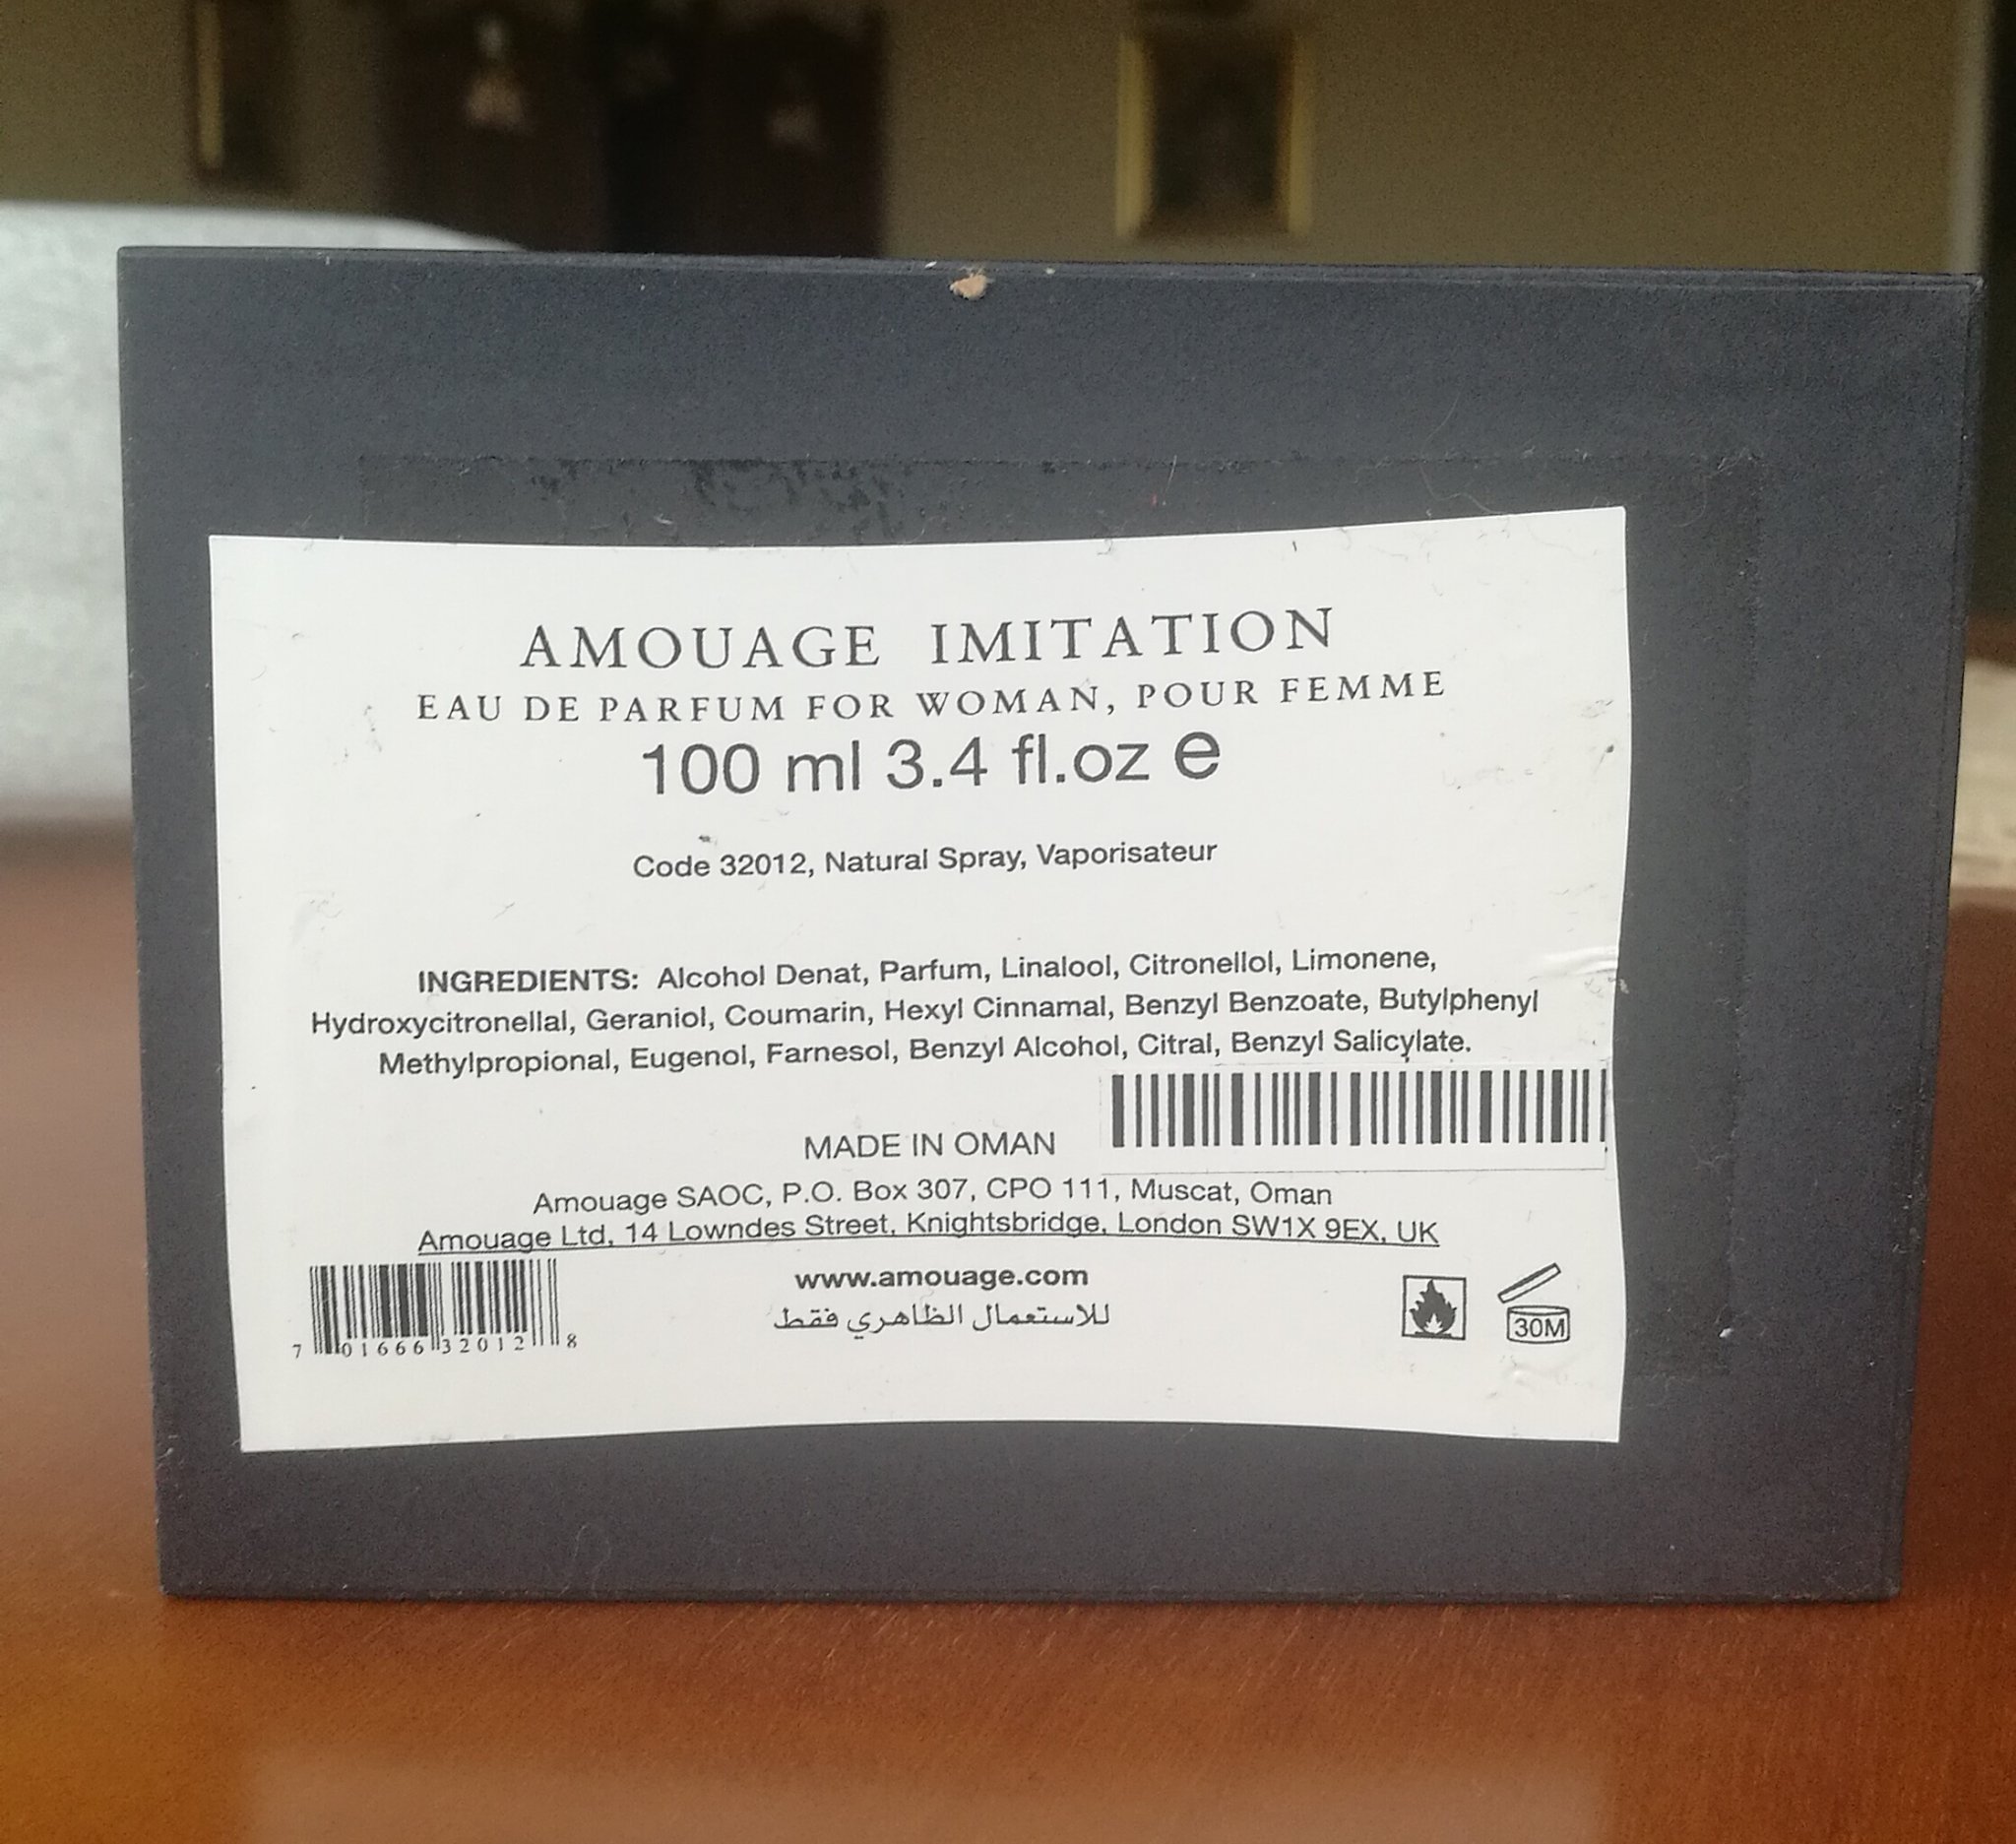 AMOUAGE IMITATION
EAU DE PARFUM FOR WOMAN, POUR FEMME
100 ml 3.4 fl.oz e
Code 32012, Natural Spray, Vaporisateur
INGREDIENTS: Alcohol Denat, Parfum, Linalool, Citronellol, Limonene,
Hydroxycitronellal, Geraniol, Coumarin, Hexyl Cinnamal, Benzyl Benzoate, Butylphenyl
Methylpropional, Eugenol, Farnesol, Benzyl Alcohol, Citral, Benzyl Salicylate.
MADE IN OMAN
Amouage SAOC, P.O. Box 307, CPO 111, Muscat, Oman
Amouage Ltd, 14 Lowndes Street, Knightsbridge, London SW1X 9EX, UK
www.amouage.com
للاستعمال الظاهري فقط
7 01666 32012 8
30M